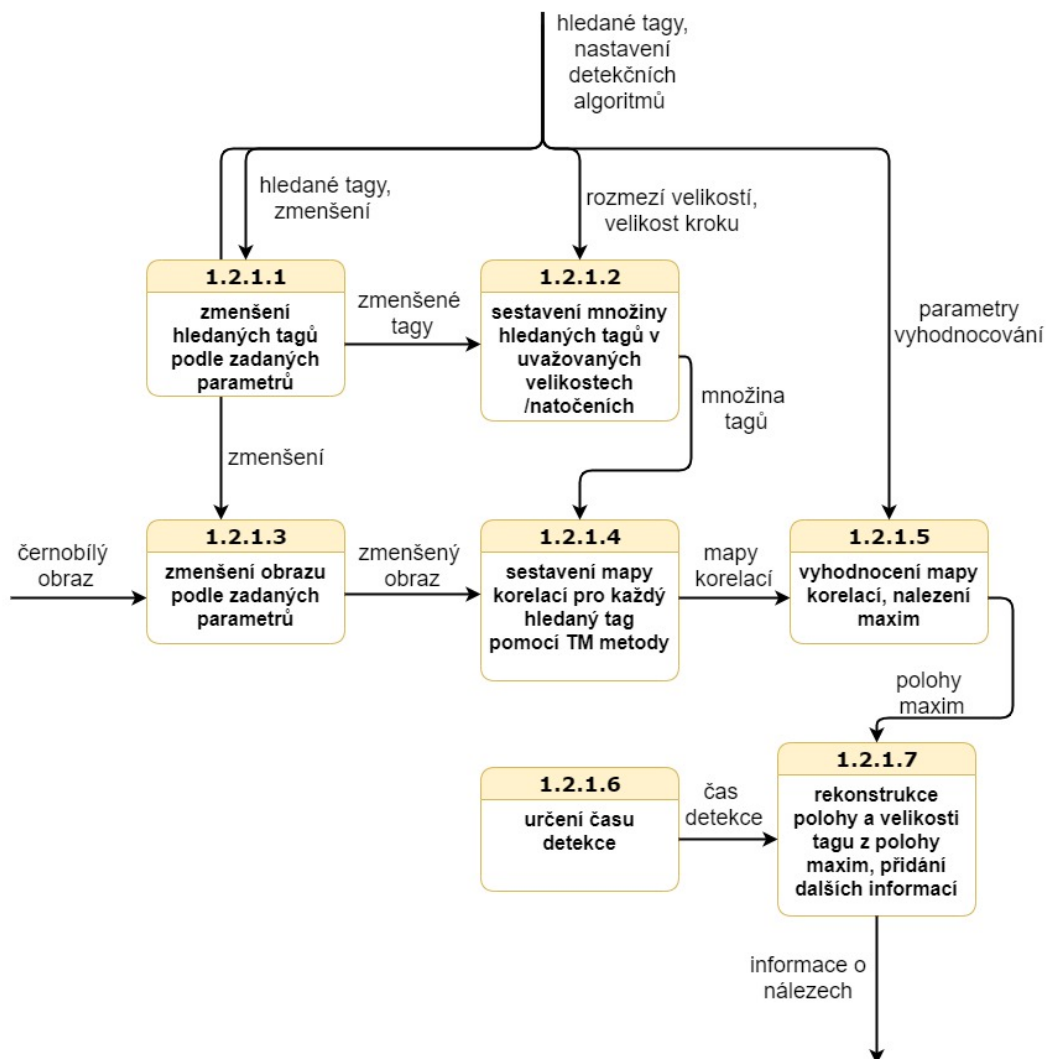 hledané tagy,
nastavení
detekčních
algoritmů
hledané tagy,
zmenšení
rozmezí velikostí,
velikost kroku
parametry
vyhodnocování
1.2.1.1
zmenšení
hledaných tagů
podle zadaných
parametrů
zmenšené
tagy
1.2.1.2
sestavení množiny
hledaných tagů v
uvažovaných
velikostech
/natočeních
množina
tagů
zmenšení
černobílý
obraz
1.2.1.3
zmenšení obrazu
podle zadaných
parametrů
zmenšený
obraz
1.2.1.4
sestavení mapy
korelací pro každý
hledaný tag
pomocí TM metody
mapy
korelací
1.2.1.5
vyhodnocení mapy
korelací, nalezení
maxim
polohy
maxim
1.2.1.6
určení času
detekce
čas
detekce
1.2.1.7
rekonstrukce
polohy a velikosti
tagu z polohy
maxim, přidání
dalších informací
informace o
nálezech